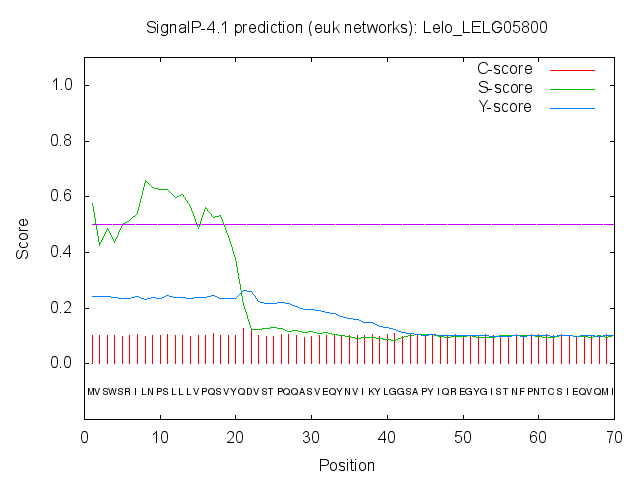 SignalP-4.1 prediction (euk networks): Lelo_LELG05800
C-score
S-score
Y-score
1.0
0.8
0.6
0.4
0.2
0.0
Score
MVSWSRILNPSLLLVPQSVYQDVSTPQQASVEQYNVIKYLGGSAPYIQREGYGISTNFPNTCSIEQVQMI
0 10 20 30 40 50 60 70
Position